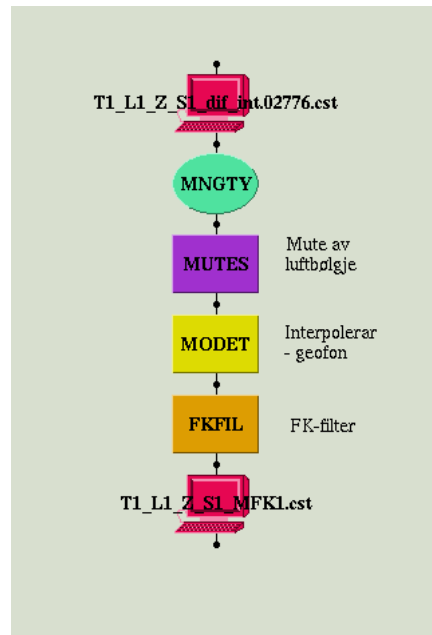 T1_L1_Z_S1_dif_int.02776.cst
MNGTY
MUTES
Mute av
luftbølgje
MODET
Interpolerar
- geofon
FKFIL
FK-filter
T1_L1_Z_S1_MFK1.cst